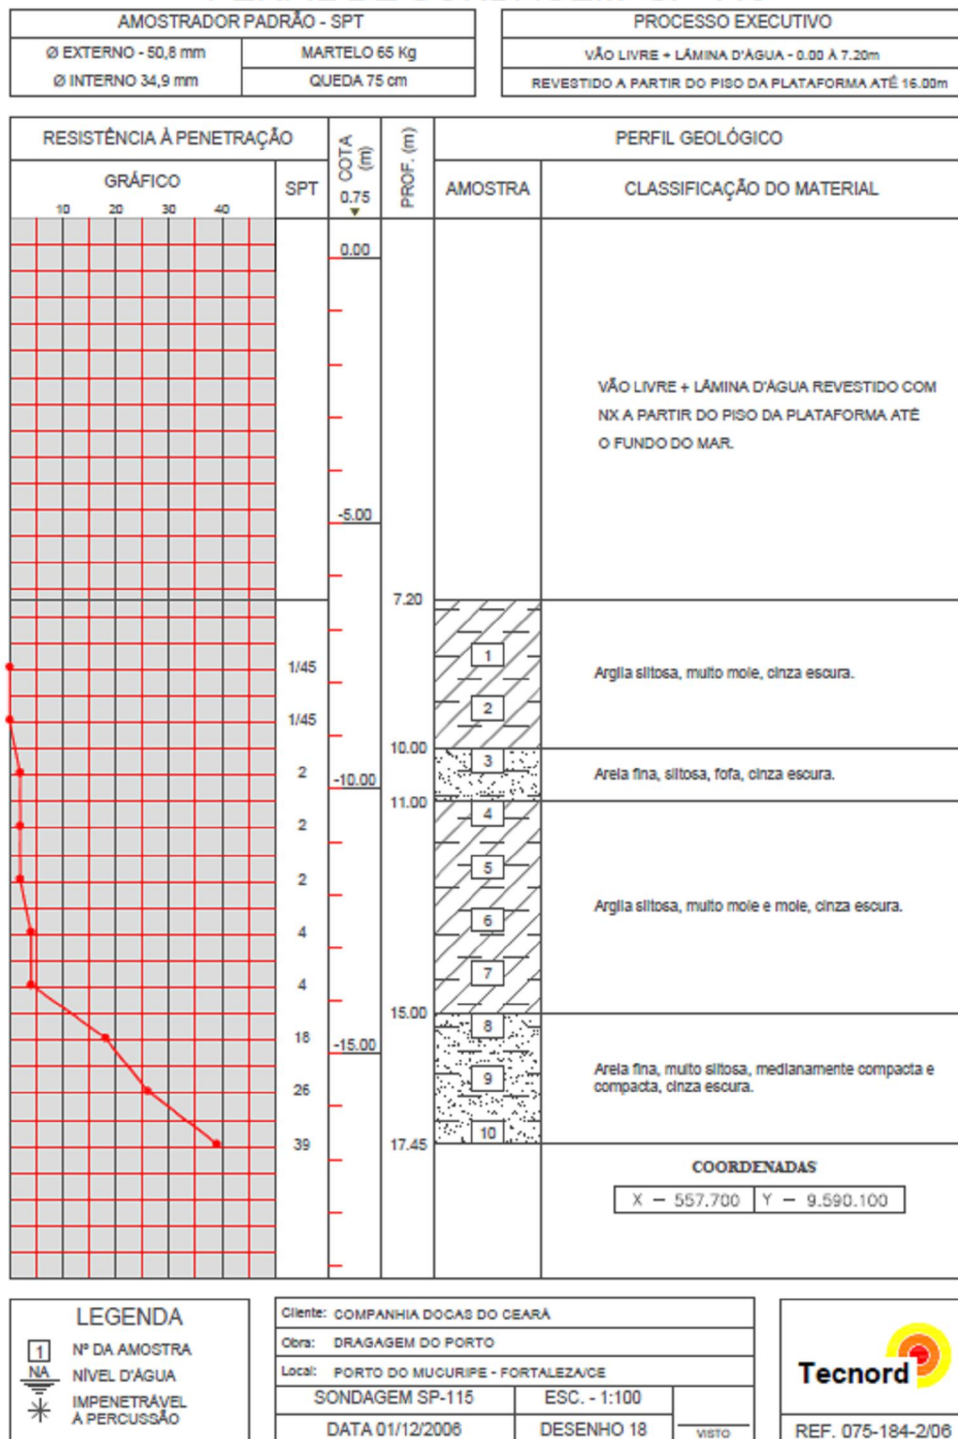 AMOSTRADOR PADRÃO - SPT
Ø EXTERNO - 50,8 mm
MARTELO 65 Kg
Ø INTERNO 34,9 mm
QUEDA 75 cm
PROCESSO EXECUTIVO
VÃO LIVRE + LÂMINA D'ÁGUA - 0.00 À 7.20m
REVESTIDO A PARTIR DO PISO DA PLATAFORMA ATÉ 16.00m
RESISTÊNCIA À PENETRAÇÃO
GRÁFICO
10 20 30 40
SPT
COTA
(m)
0.75
PROF. (m)
PERFIL GEOLÓGICO
AMOSTRA
CLASSIFICAÇÃO DO MATERIAL
0.00
VÃO LIVRE + LÂMINA D'ÁGUA REVESTIDO COM
NX A PARTIR DO PISO DA PLATAFORMA ATÉ
O FUNDO DO MAR.
-5.00
7.20
1/45
1
Argila siltosa, muito mole, cinza escura.
1/45
2
10.00
2
-10.00
3
Areia fina, siltosa, fofa, cinza escura.
11.00
2
4
2
5
Argila siltosa, muito mole e mole, cinza escura.
4
6
4
7
15.00
18
-15.00
8
26
9
Areia fina, muito siltosa, medianamente compacta e
compacta, cinza escura.
39
17.45
10
COORDENADAS
X - 557.700
Y - 9.590.100
LEGENDA
1 Nº DA AMOSTRA
NA NÍVEL D'ÁGUA
IMPENETRÁVEL
À PERCUSSÃO
Cliente: COMPANHIA DOCAS DO CEARÁ
Obra: DRAGAGEM DO PORTO
Local: PORTO DO MUCURIPE - FORTALEZA/CE
SONDAGEM SP-115
ESC. - 1:100
DATA 01/12/2006
DESENHO 18
VISTO
Tecnord
REF. 075-184-2/06